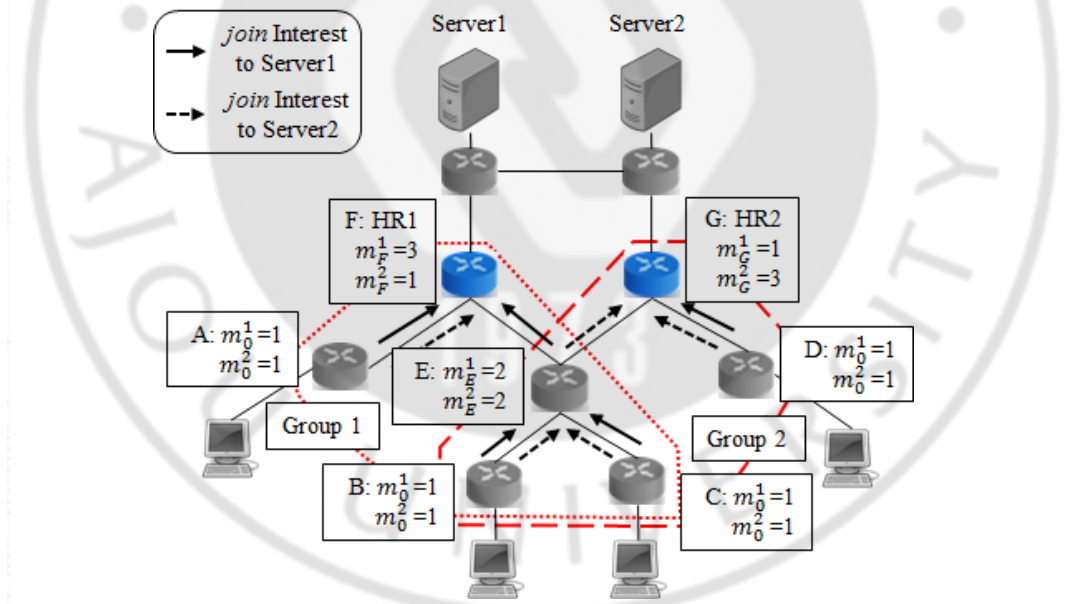 join Interest
to Server1
join Interest
to Server2
Server1
Server2
F: HR1
m_F^1=3
m_F^2=1
G: HR2
m_G^1=1
m_G^2=3
A: m_0^1=1
m_0^2=1
E: m_E^1=2
m_E^2=2
D: m_0^1=1
m_0^2=1
Group 1
Group 2
B: m_0^1=1
m_0^2=1
C: m_0^1=1
m_0^2=1
AJOU UNIVERSITY